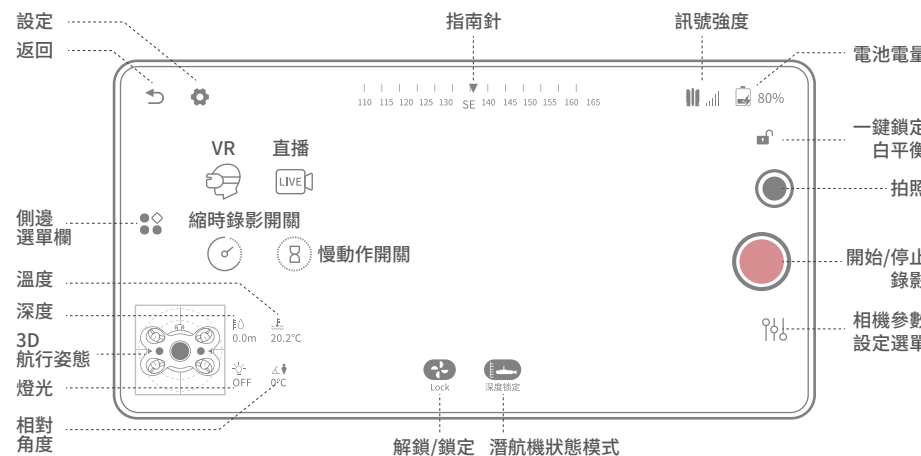 設定
指南針
訊號強度
返回
電池電量
110 115 120 125 130 SE 140 145 150 155 160 165
80%
一鍵鎖定
白平衡
VR
直播
LIVE
拍照
側邊
選單欄
縮時錄影開關
慢動作開關
開始/停止
錄影
溫度
深度
0.0m
20.2°C
相機參數
設定選單
3D
航行姿態
燈光
OFF
0°C
Lock
深度锁定
相對
角度
解鎖/鎖定
潛航機狀態模式